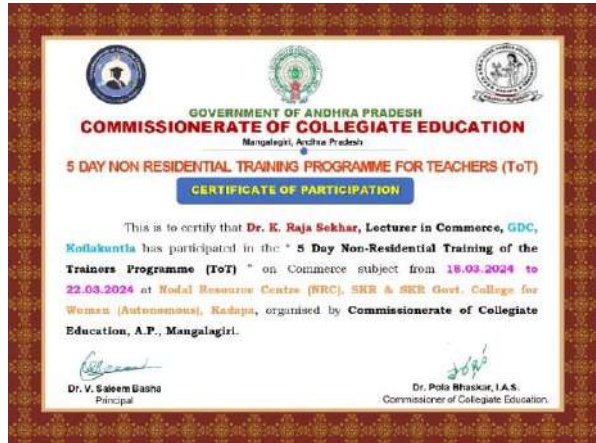 GOVERNMENT OF ANDHRA PRADESH
COMMISSIONERATE OF COLLEGIATE EDUCATION
Mangalagiri, Andhra Pradesh
5 DAY NON RESIDENTIAL TRAINING PROGRAMME FOR TEACHERS (ToT)
CERTIFICATE OF PARTICIPATION
This is to certify that Dr. K. Raja Sekhar, Lecturer in Commerce, GDC,
Koilakuntla has participated in the " 5 Day Non-Residential Training of the
Trainers Programme (ToT) " on Commerce subject from 18.03.2024 to
22.03.2024 at Nodal Resource Centre (NRC), SKR & SKR Govt. College for
Women (Autonomous), Kadapa, organised by Commissionerate of Collegiate
Education, A.P., Mangalagiri.
Dr. V. Saleem Basha
Principal
Dr. Pola Bhaskar, I.A.S.
Commissioner of Collegiate Education.